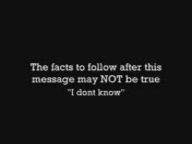 The facts to follow after this
message may NOT be true
"I dont know"